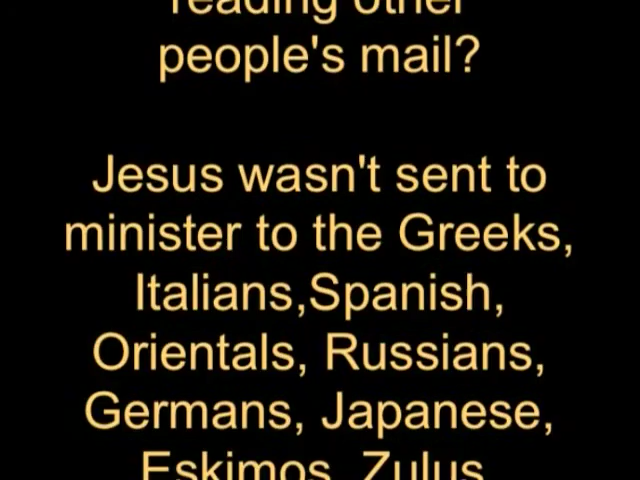 reading other
people's mail?
Jesus wasn't sent to
minister to the Greeks,
Italians,Spanish,
Orientals, Russians,
Germans, Japanese,
Eskimos, Zulus